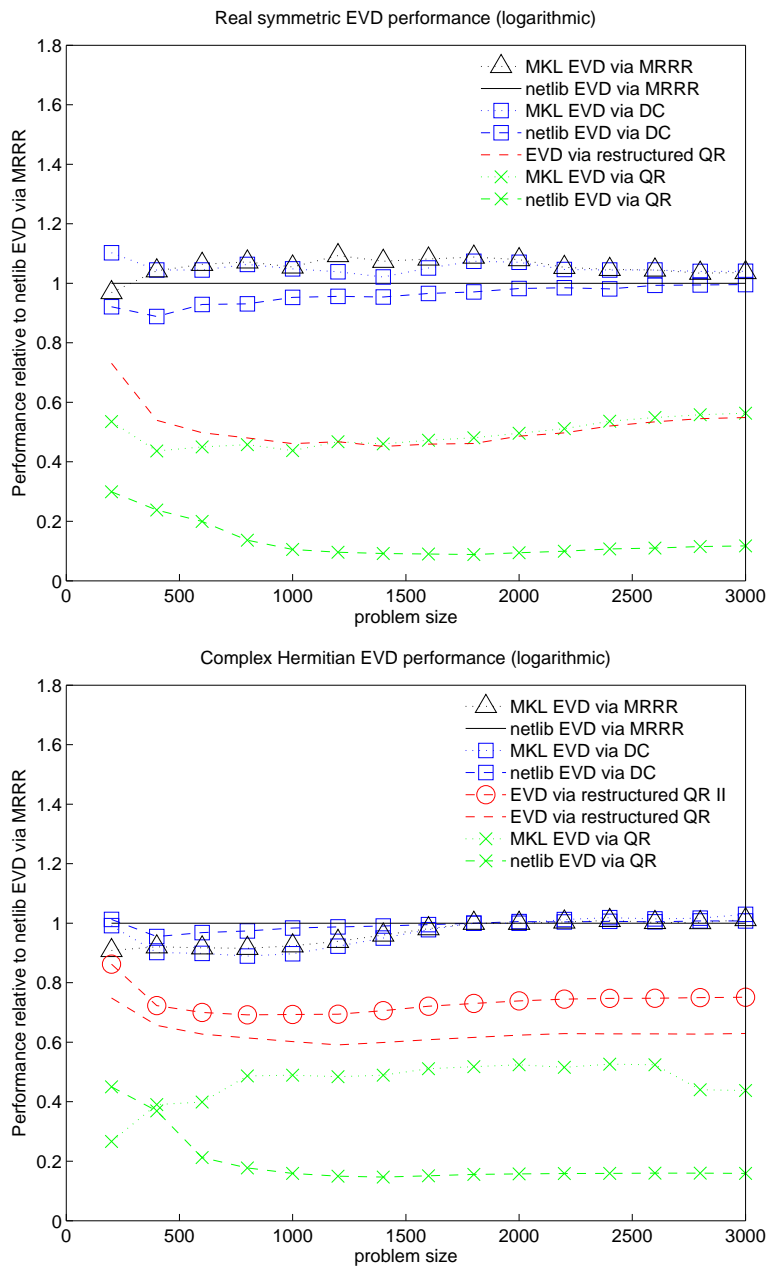 Real symmetric EVD performance (logarithmic)
1.8
1.6
1.4
1.2
1
0.8
0.6
0.4
0.2
0
Performance relative to netlib EVD via MRRR
MKL EVD via MRRR
netlib EVD via MRRR
MKL EVD via DC
netlib EVD via DC
EVD via restructured QR
MKL EVD via QR
netlib EVD via QR
0 500 1000 1500 2000 2500 3000
problem size
Complex Hermitian EVD performance (logarithmic)
1.8
1.6
1.4
1.2
1
0.8
0.6
0.4
0.2
0
Performance relative to netlib EVD via MRRR
MKL EVD via MRRR
netlib EVD via MRRR
MKL EVD via DC
netlib EVD via DC
EVD via restructured QR II
EVD via restructured QR
MKL EVD via QR
netlib EVD via QR
0 500 1000 1500 2000 2500 3000
problem size